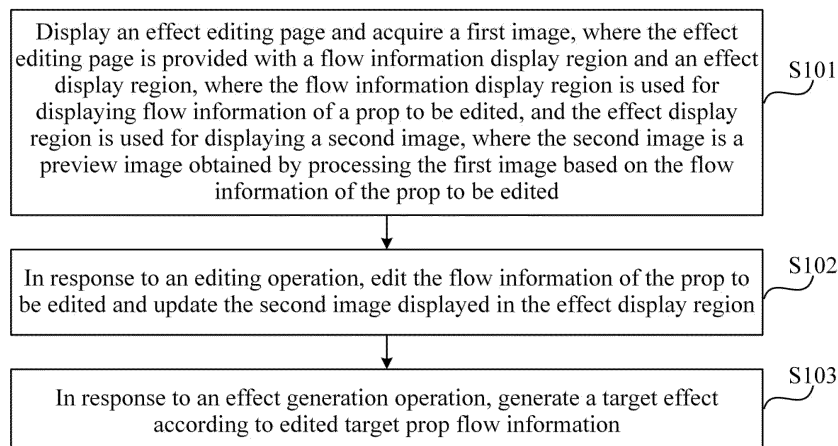 Display an effect editing page and acquire a first image, where the effect
editing page is provided with a flow information display region and an effect
display region, where the flow information display region is used for
displaying flow information of a prop to be edited, and the effect display
region is used for displaying a second image, where the second image is a
preview image obtained by processing the first image based on the flow
information of the prop to be edited
S101
In response to an editing operation, edit the flow information of the prop to
be edited and update the second image displayed in the effect display region
S102
In response to an effect generation operation, generate a target effect
according to edited target prop flow information
S103